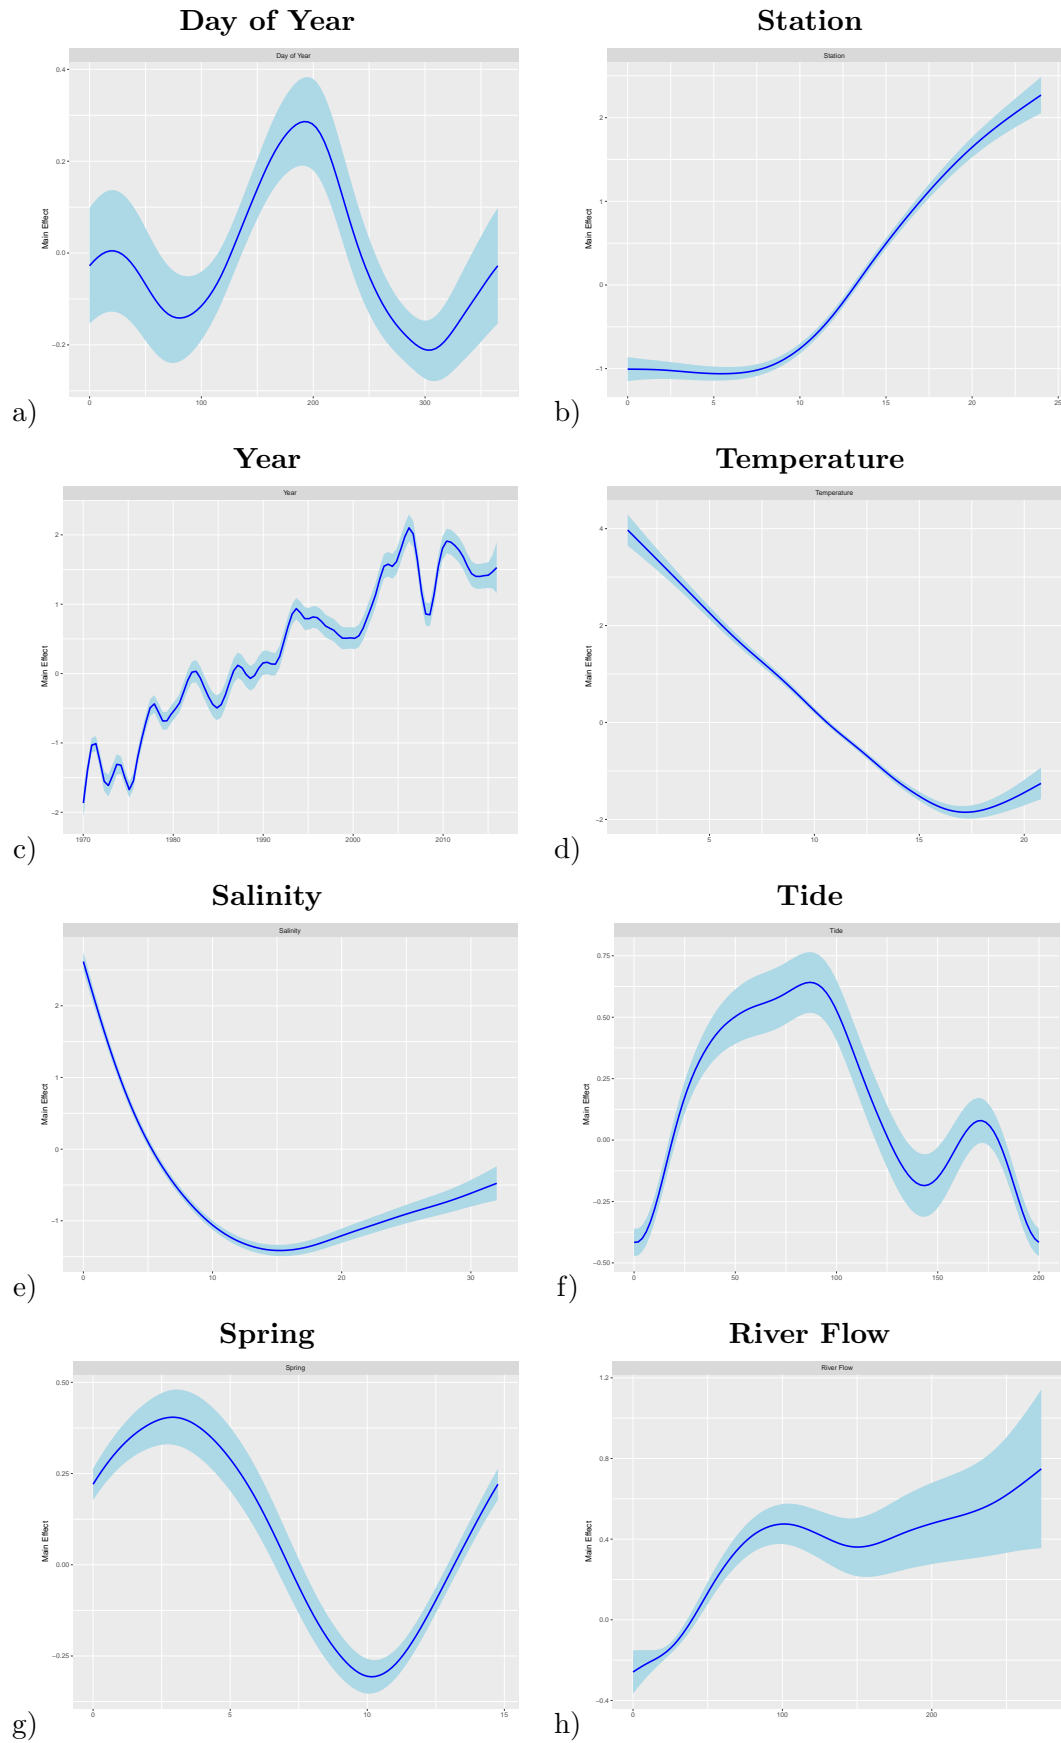 Day of Year
Station
Day of Year
Station
Main Effect
0.4
0.2
0.0
−0.2
0 100 200 300
a)
Main Effect
2
1
0
−1
0 5 10 15 20 25
b)
Year
Temperature
Year
Temperature
Main Effect
2
1
0
−1
−2
1970 1980 1990 2000 2010
c)
Main Effect
4
2
0
−2
5 10 15 20
d)
Salinity
Tide
Salinity
Tide
Main Effect
2
1
0
−1
0 10 20 30
e)
Main Effect
0.75
0.50
0.25
0.00
−0.25
−0.50
0 50 100 150 200
f)
Spring
River Flow
Spring
River Flow
Main Effect
0.50
0.25
0.00
−0.25
0 5 10 15
g)
Main Effect
1.2
0.8
0.4
0.0
−0.4
0 200
h)